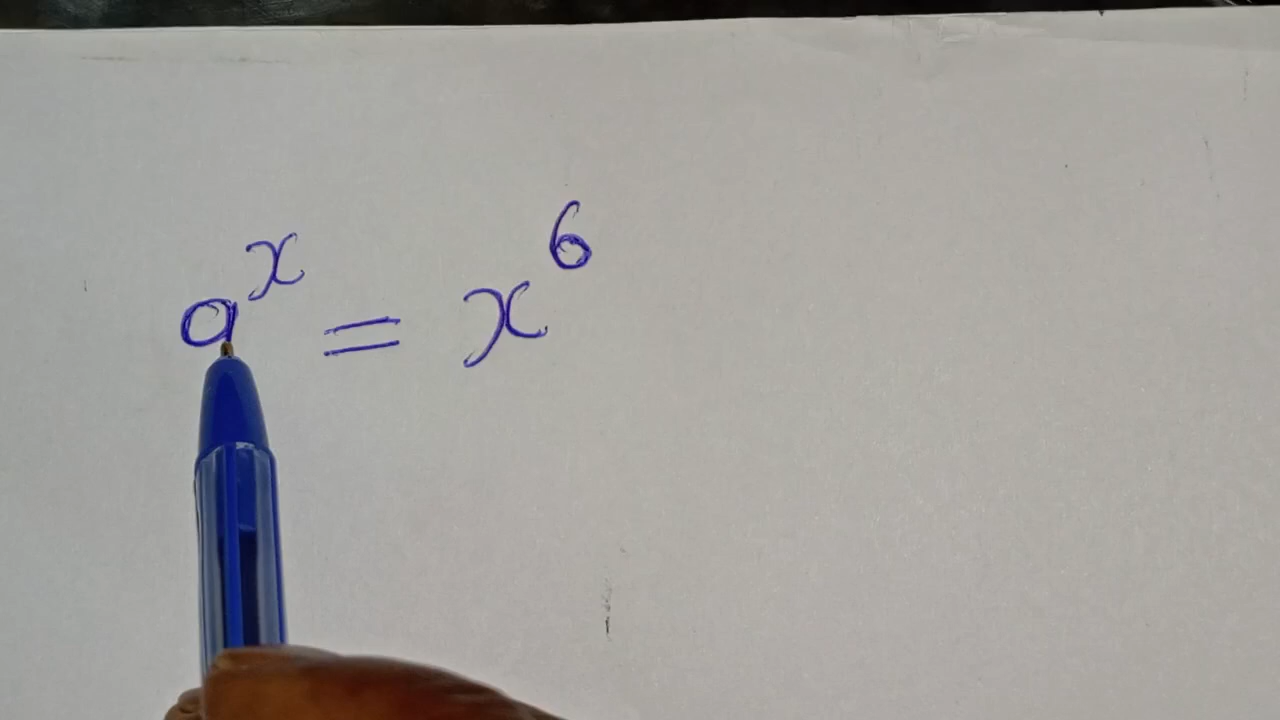 a^x = x^6